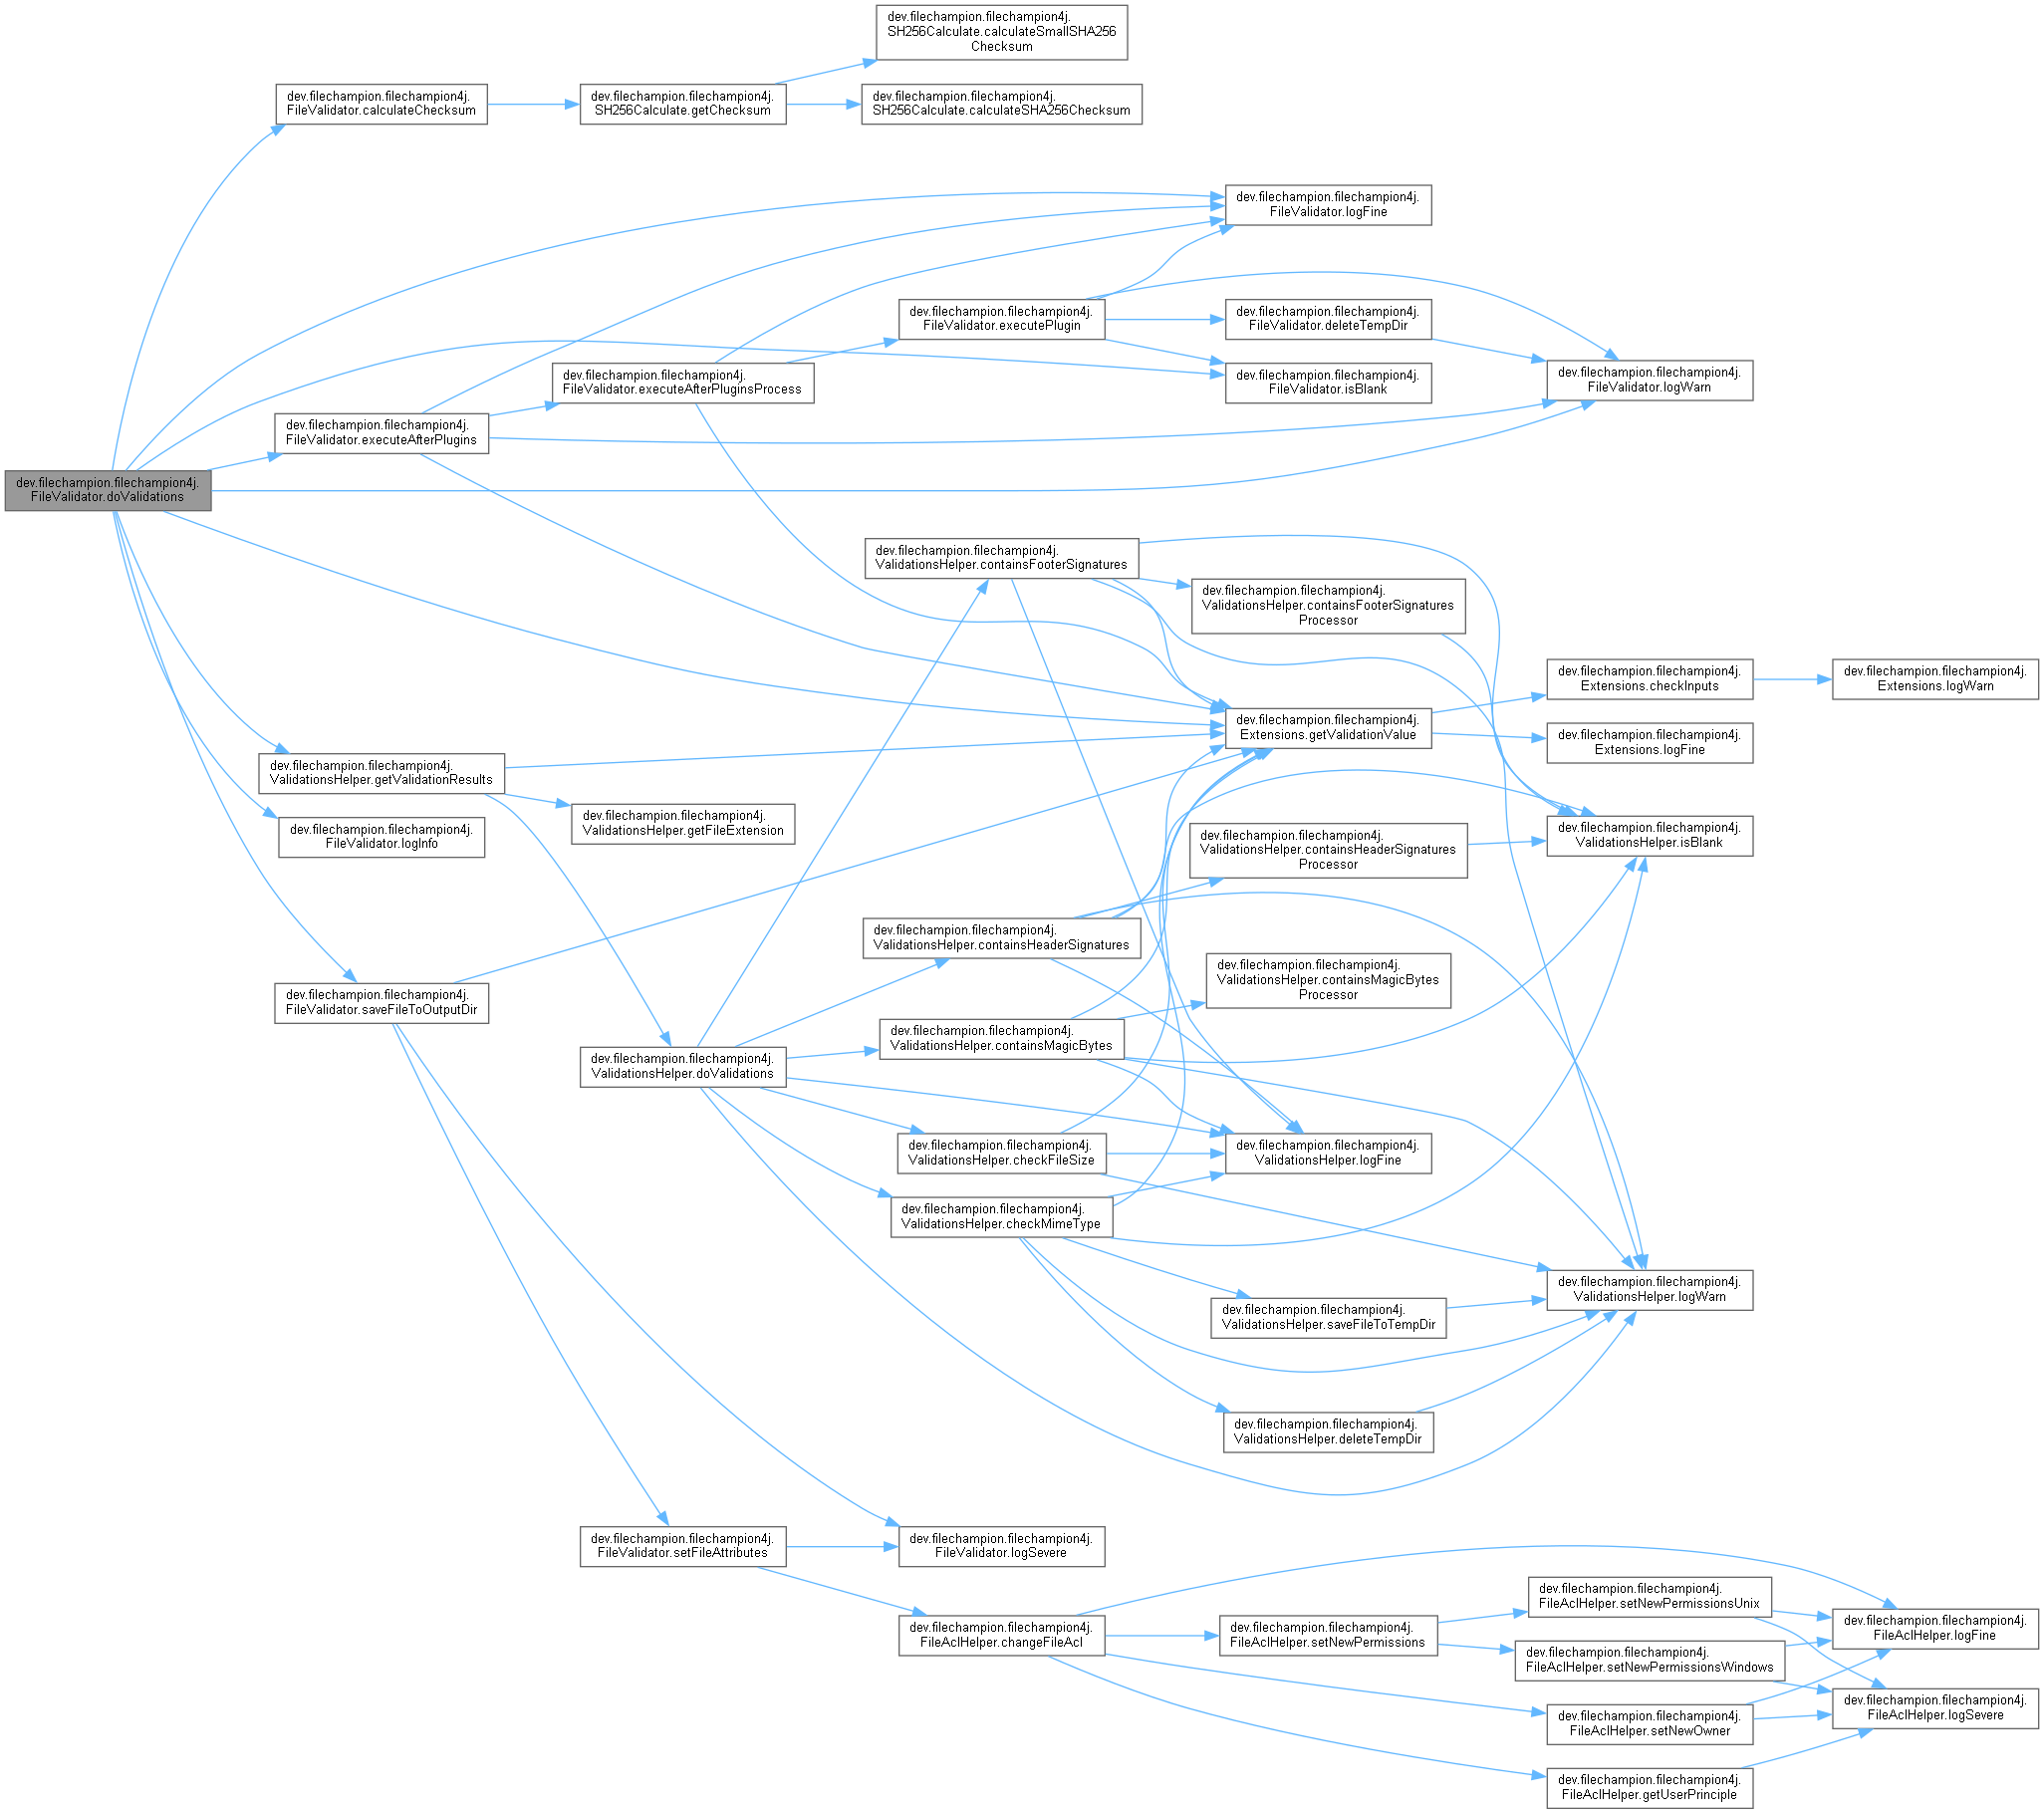 dev.filechampion.filechampion4j.
SH256Calculate.calculateSmallSHA256
Checksum
dev.filechampion.filechampion4j.
FileValidator.calculateChecksum
dev.filechampion.filechampion4j.
SH256Calculate.getChecksum
dev.filechampion.filechampion4j.
SH256Calculate.calculateSHA256Checksum
dev.filechampion.filechampion4j.
FileValidator.logFine
dev.filechampion.filechampion4j.
FileValidator.executePlugin
dev.filechampion.filechampion4j.
FileValidator.deleteTempDir
dev.filechampion.filechampion4j.
FileValidator.logWarn
dev.filechampion.filechampion4j.
FileValidator.executeAfterPluginsProcess
dev.filechampion.filechampion4j.
FileValidator.isBlank
dev.filechampion.filechampion4j.
FileValidator.executeAfterPlugins
dev.filechampion.filechampion4j.
FileValidator.doValidations
dev.filechampion.filechampion4j.
ValidationsHelper.containsFooterSignatures
dev.filechampion.filechampion4j.
ValidationsHelper.containsFooterSignatures
Processor
dev.filechampion.filechampion4j.
Extensions.checkInputs
dev.filechampion.filechampion4j.
Extensions.logWarn
dev.filechampion.filechampion4j.
Extensions.getValidationValue
dev.filechampion.filechampion4j.
Extensions.logFine
dev.filechampion.filechampion4j.
ValidationsHelper.getValidationResults
dev.filechampion.filechampion4j.
ValidationsHelper.getFileExtension
dev.filechampion.filechampion4j.
FileValidator.logInfo
dev.filechampion.filechampion4j.
ValidationsHelper.containsHeaderSignatures
Processor
dev.filechampion.filechampion4j.
ValidationsHelper.isBlank
dev.filechampion.filechampion4j.
ValidationsHelper.containsHeaderSignatures
dev.filechampion.filechampion4j.
ValidationsHelper.containsMagicBytes
Processor
dev.filechampion.filechampion4j.
FileValidator.saveFileToOutputDir
dev.filechampion.filechampion4j.
ValidationsHelper.containsMagicBytes
dev.filechampion.filechampion4j.
ValidationsHelper.doValidations
dev.filechampion.filechampion4j.
ValidationsHelper.checkFileSize
dev.filechampion.filechampion4j.
ValidationsHelper.logFine
dev.filechampion.filechampion4j.
ValidationsHelper.checkMimeType
dev.filechampion.filechampion4j.
ValidationsHelper.logWarn
dev.filechampion.filechampion4j.
ValidationsHelper.saveFileToTempDir
dev.filechampion.filechampion4j.
ValidationsHelper.deleteTempDir
dev.filechampion.filechampion4j.
FileValidator.setFileAttributes
dev.filechampion.filechampion4j.
FileValidator.logSevere
dev.filechampion.filechampion4j.
FileAclHelper.setNewPermissionsUnix
dev.filechampion.filechampion4j.
FileAclHelper.changeFileAcl
dev.filechampion.filechampion4j.
FileAclHelper.setNewPermissions
dev.filechampion.filechampion4j.
FileAclHelper.logFine
dev.filechampion.filechampion4j.
FileAclHelper.setNewPermissionsWindows
dev.filechampion.filechampion4j.
FileAclHelper.logSevere
dev.filechampion.filechampion4j.
FileAclHelper.setNewOwner
dev.filechampion.filechampion4j.
FileAclHelper.getUserPrinciple